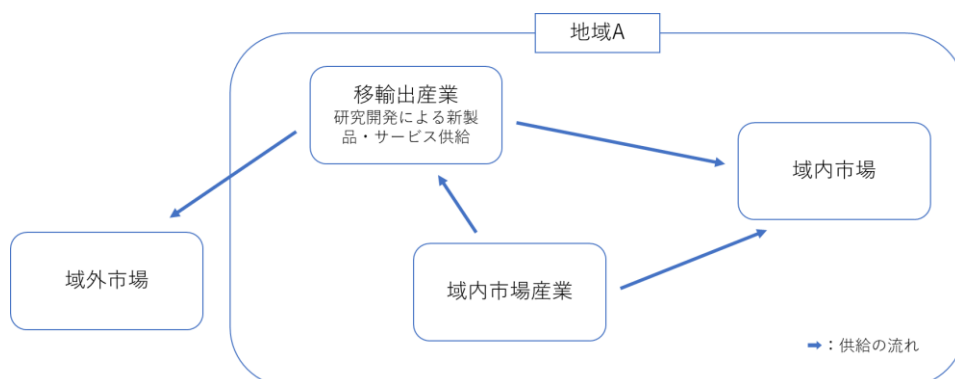 地域A
移輸出産業
研究開発による新製
品・サービス供給
域内市場
域外市場
域内市場産業
➡：供給の流れ